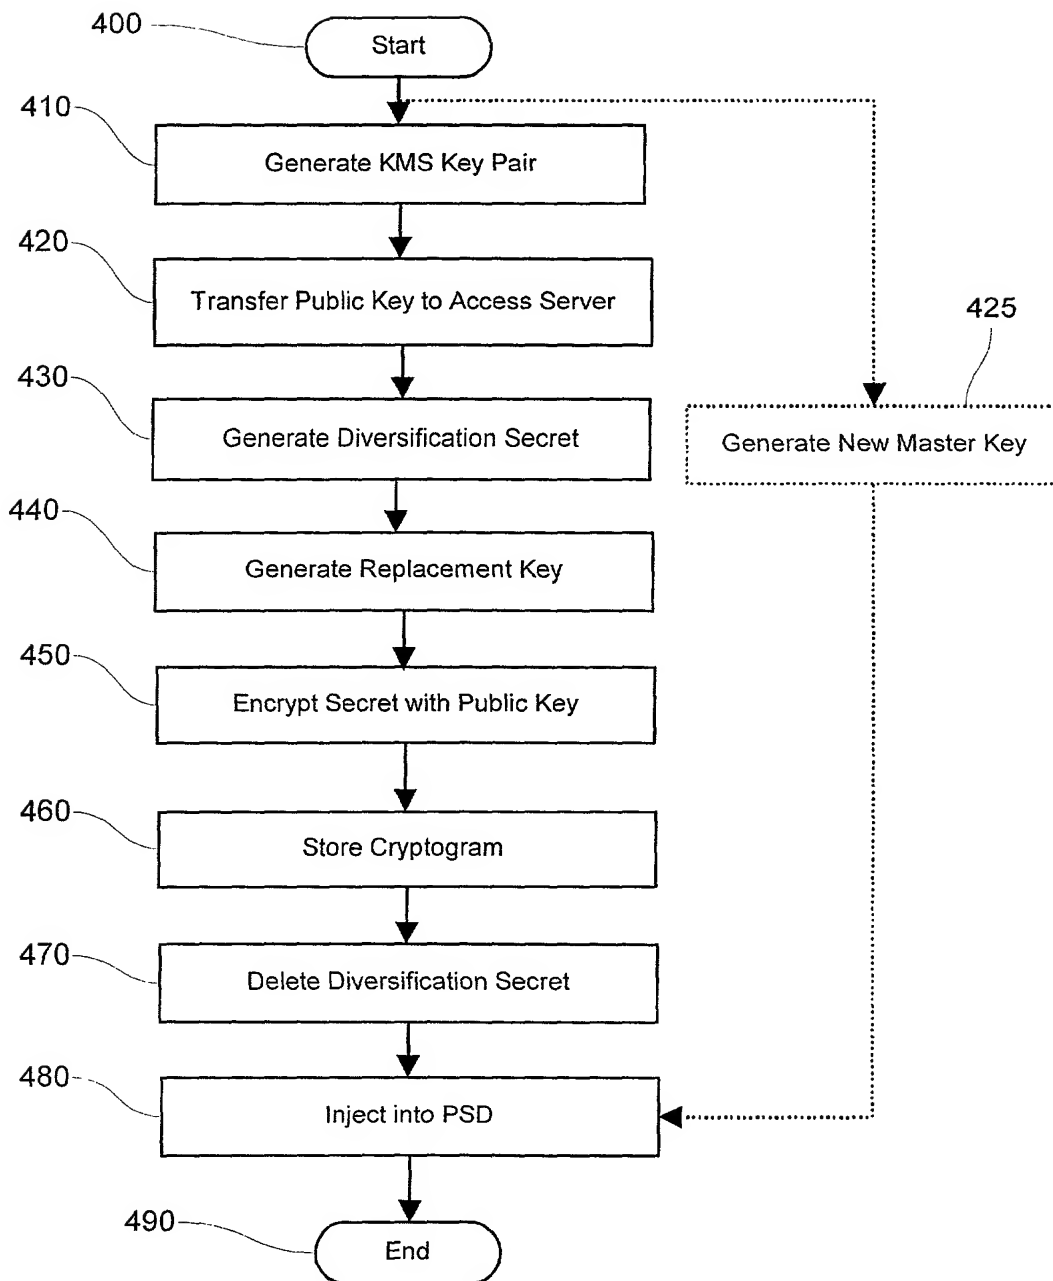 400
Start
410
Generate KMS Key Pair
420
Transfer Public Key to Access Server
425
430
Generate Diversification Secret
Generate New Master Key
440
Generate Replacement Key
450
Encrypt Secret with Public Key
460
Store Cryptogram
470
Delete Diversification Secret
480
Inject into PSD
490
End